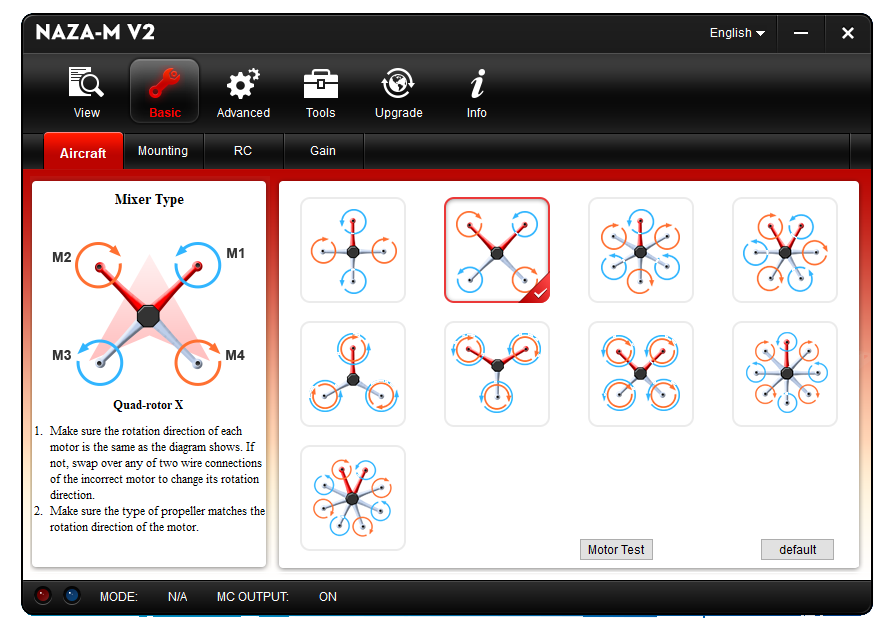 NAZA-M V2
English
View
Basic
Advanced
Tools
Upgrade
Info
Aircraft
Mounting
RC
Gain
Mixer Type
M2
M1
M3
M4
Quad-rotor X
1. Make sure the rotation direction of each
motor is the same as the diagram shows. If
not, swap over any of two wire connections
of the incorrect motor to change its rotation
direction.
2. Make sure the type of propeller matches the
rotation direction of the motor.
Motor Test
default
MODE: N/A MC OUTPUT: ON